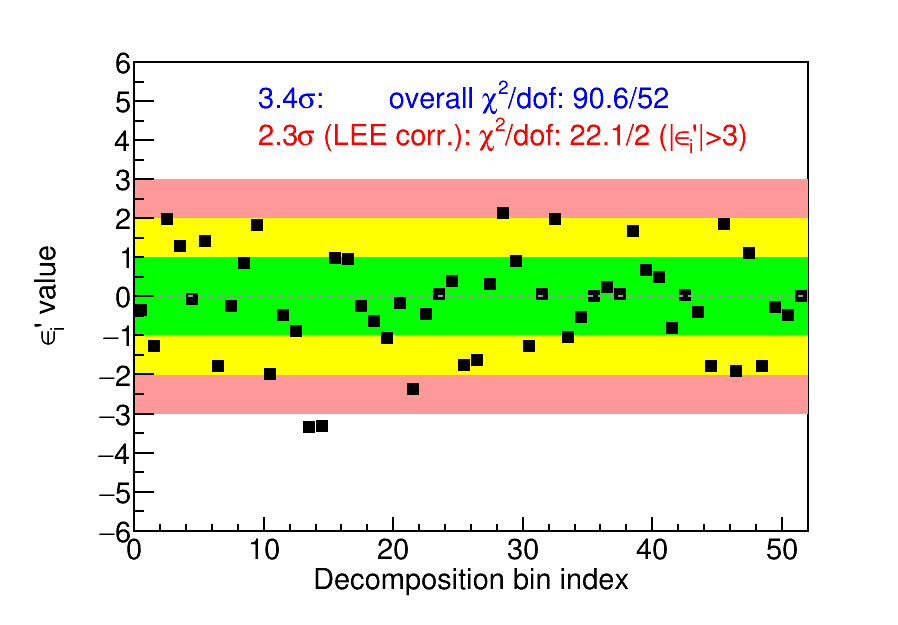 3.4σ: overall χ²/dof: 90.6/52
2.3σ (LEE corr.): χ²/dof: 22.1/2 (|ϵᵢ'|>3)
ϵᵢ' value
6
5
4
3
2
1
0
−1
−2
−3
−4
−5
−6
0 10 20 30 40 50
Decomposition bin index